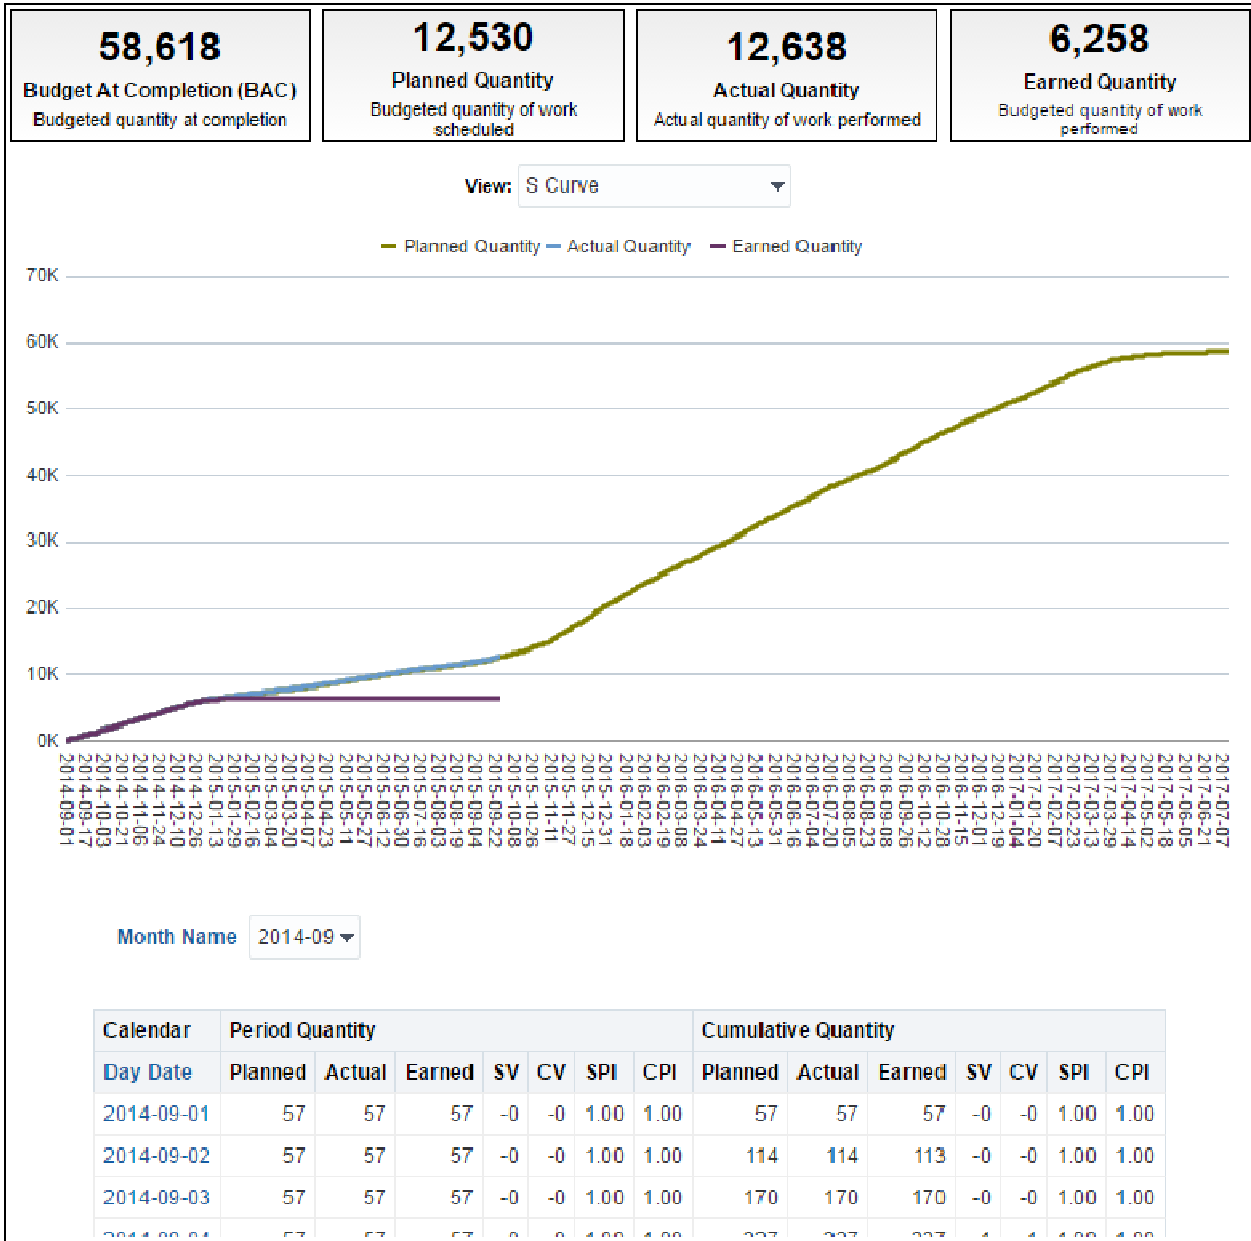 58,618
Budget At Completion (BAC)
Budgeted quantity at completion
12,530
Planned Quantity
Budgeted quantity of work
scheduled
12,638
Actual Quantity
Actual quantity of work performed
6,258
Earned Quantity
Budgeted quantity of work
performed
View: S Curve
Planned Quantity Actual Quantity Earned Quantity
70K
60K
50K
40K
30K
20K
10K
0K
2014-09-01
2014-09-17
2014-10-03
2014-10-21
2014-11-06
2014-11-24
2014-12-10
2014-12-26
2015-01-13
2015-01-29
2015-02-16
2015-03-04
2015-03-20
2015-04-07
2015-04-23
2015-05-11
2015-05-27
2015-06-12
2015-06-30
2015-07-16
2015-08-03
2015-08-19
2015-09-04
2015-09-22
2015-10-08
2015-10-26
2015-11-11
2015-11-27
2015-12-15
2015-12-31
2016-01-18
2016-02-03
2016-02-19
2016-03-08
2016-03-24
2016-04-11
2016-04-27
2016-05-13
2016-05-31
2016-06-16
2016-07-04
2016-07-20
2016-08-05
2016-08-23
2016-09-08
2016-09-26
2016-10-12
2016-10-28
2016-11-15
2016-12-01
2016-12-19
2017-01-04
2017-01-20
2017-02-07
2017-02-23
2017-03-13
2017-03-29
2017-04-14
2017-05-02
2017-05-18
2017-06-05
2017-06-21
2017-07-07
Month Name 2014-09
Calendar Period Quantity Cumulative Quantity
Day Date Planned Actual Earned SV CV SPI CPI Planned Actual Earned SV CV SPI CPI
2014-09-01 57 57 57 -0 -0 1.00 1.00 57 57 57 -0 -0 1.00 1.00
2014-09-02 57 57 57 -0 -0 1.00 1.00 114 114 113 -0 -0 1.00 1.00
2014-09-03 57 57 57 -0 -0 1.00 1.00 170 170 170 -0 -0 1.00 1.00